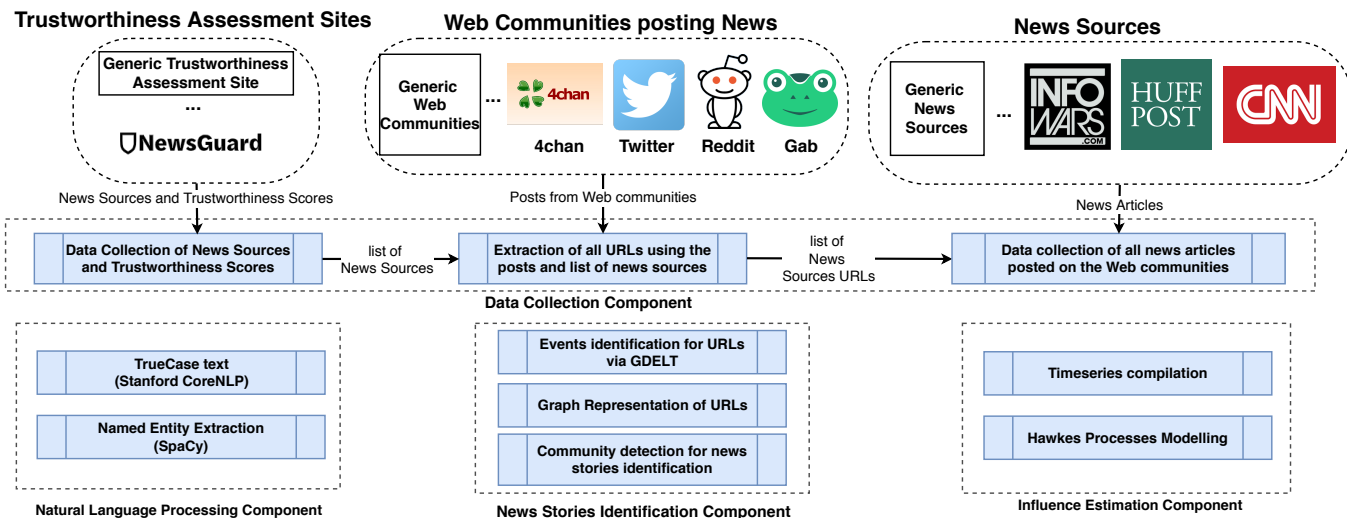 Trustworthiness Assessment Sites
Generic Trustworthiness
Assessment Site
...
NewsGuard
Web Communities posting News
Generic
Web
Communities
...
4chan
4chan
Twitter
Reddit
Gab
News Sources
Generic
News
Sources
...
INFO
WARS
.COM
HUFF
POST
CNN
News Sources and Trustworthiness Scores
Posts from Web communities
News Articles
Data Collection of News Sources
and Trustworthiness Scores
list of
News Sources
Extraction of all URLs using the
posts and list of news sources
list of
News
Sources URLs
Data collection of all news articles
posted on the Web communities
Data Collection Component
TrueCase text
(Stanford CoreNLP)
Named Entity Extraction
(SpaCy)
Natural Language Processing Component
Events identification for URLs
via GDELT
Graph Representation of URLs
Community detection for news
stories identification
News Stories Identification Component
Timeseries compilation
Hawkes Processes Modelling
Influence Estimation Component